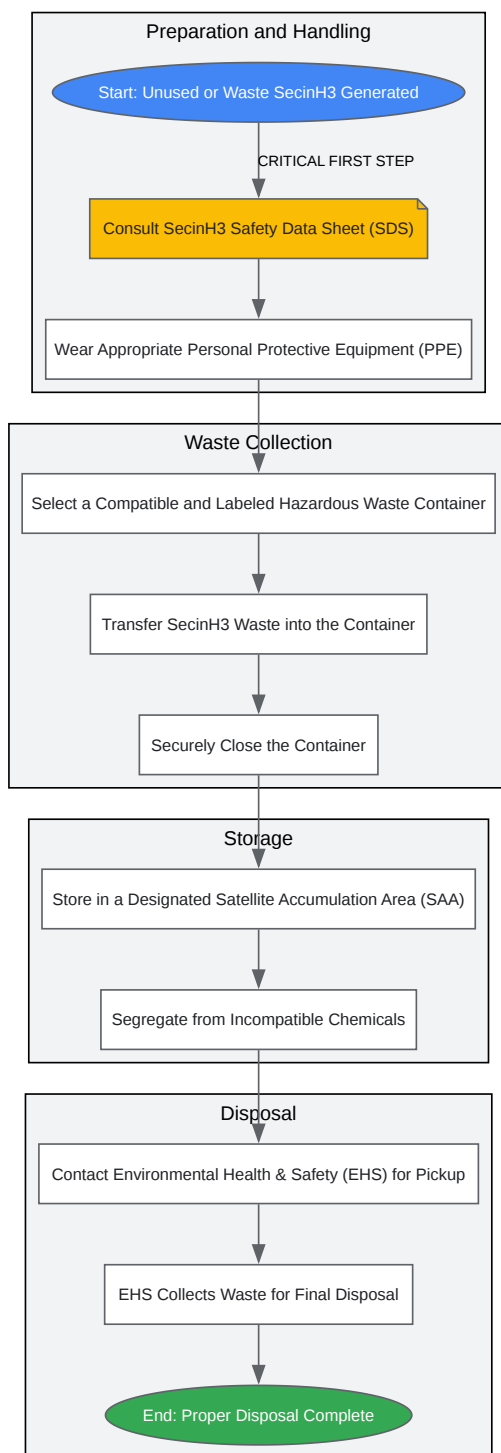 Preparation and Handling
Start: Unused or Waste SecinH3 Generated
CRITICAL FIRST STEP
Consult SecinH3 Safety Data Sheet (SDS)
Wear Appropriate Personal Protective Equipment (PPE)
Waste Collection
Select a Compatible and Labeled Hazardous Waste Container
Transfer SecinH3 Waste into the Container
Securely Close the Container
Storage
Store in a Designated Satellite Accumulation Area (SAA)
Segregate from Incompatible Chemicals
Disposal
Contact Environmental Health & Safety (EHS) for Pickup
EHS Collects Waste for Final Disposal
End: Proper Disposal Complete